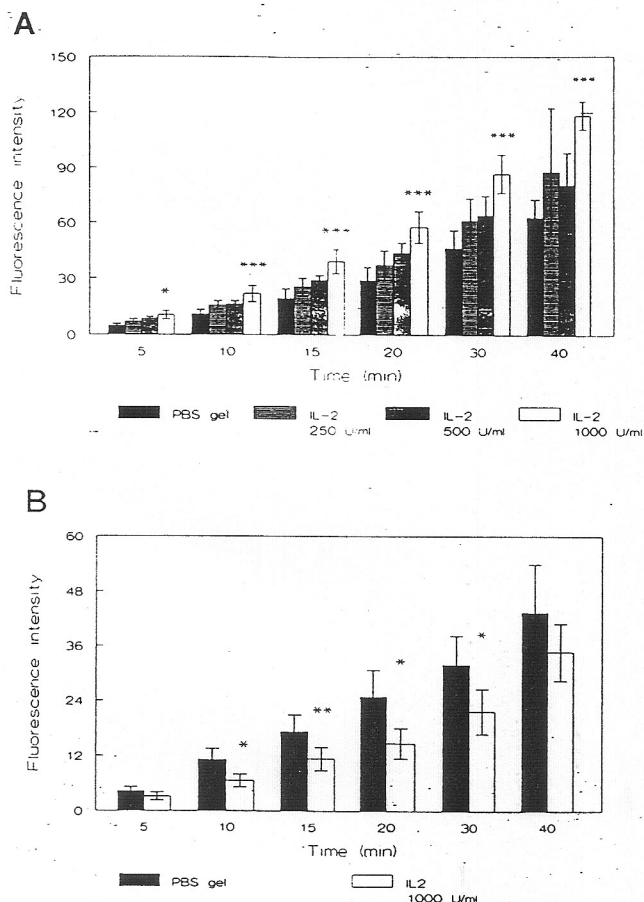 A
150
120
90
60
30
0
Fluorescence intensity
*
***
***
***
***
***
5 10 15 20 30 40
Time (min)
PBS gel IL-2 IL-2 IL-2
250 U/ml 500 U/ml 1000 U/ml
B
60
48
36
24
12
0
Fluorescence intensity
*
**
*
*
5 10 15 20 30 40
Time (min)
PBS gel IL2
1000 U/ml